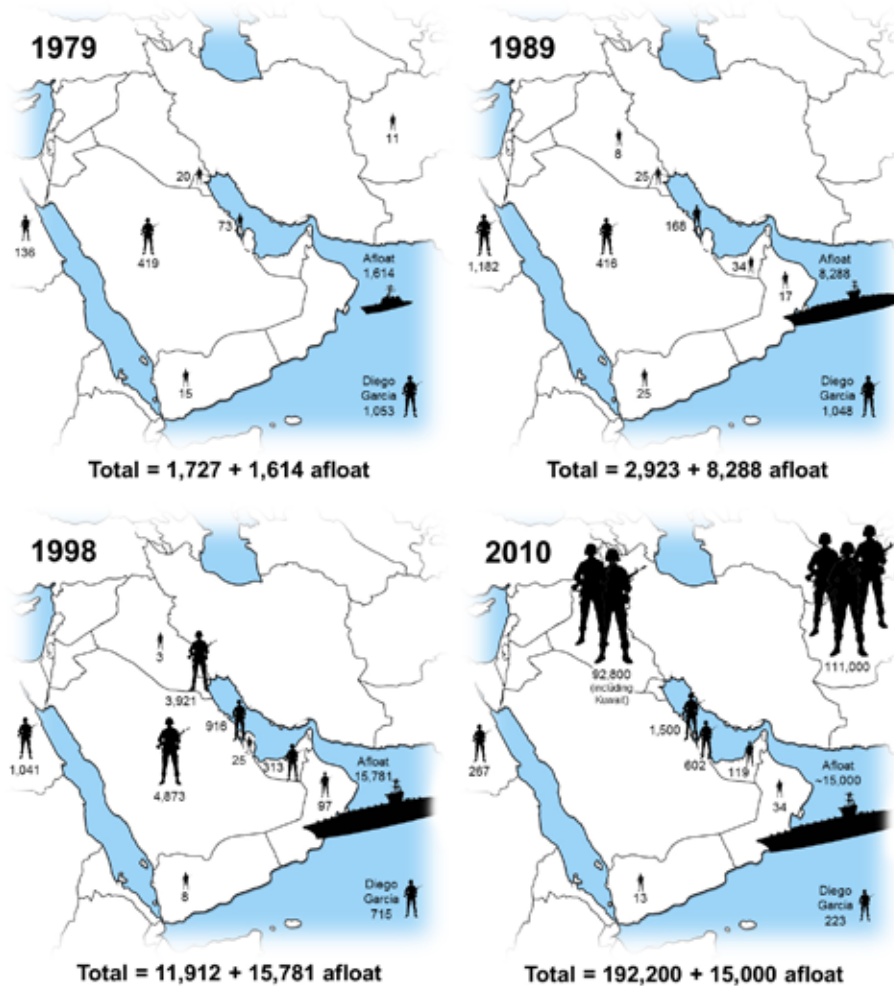 1979
11
20
73
136
419
Afloat
1,614
15
Diego
Garcia
1,053
Total = 1,727 + 1,614 afloat
1989
8
25
168
1,182
416
34
Afloat
8,288
17
25
Diego
Garcia
1,048
Total = 2,923 + 8,288 afloat
1998
3
3,921
916
25
313
1,041
4,873
Afloat
15,781
97
8
Diego
Garcia
715
Total = 11,912 + 15,781 afloat
2010
92,800
(including
Kuwait)
111,000
1,500
602
119
267
Afloat
~15,000
34
13
Diego
Garcia
223
Total = 192,200 + 15,000 afloat